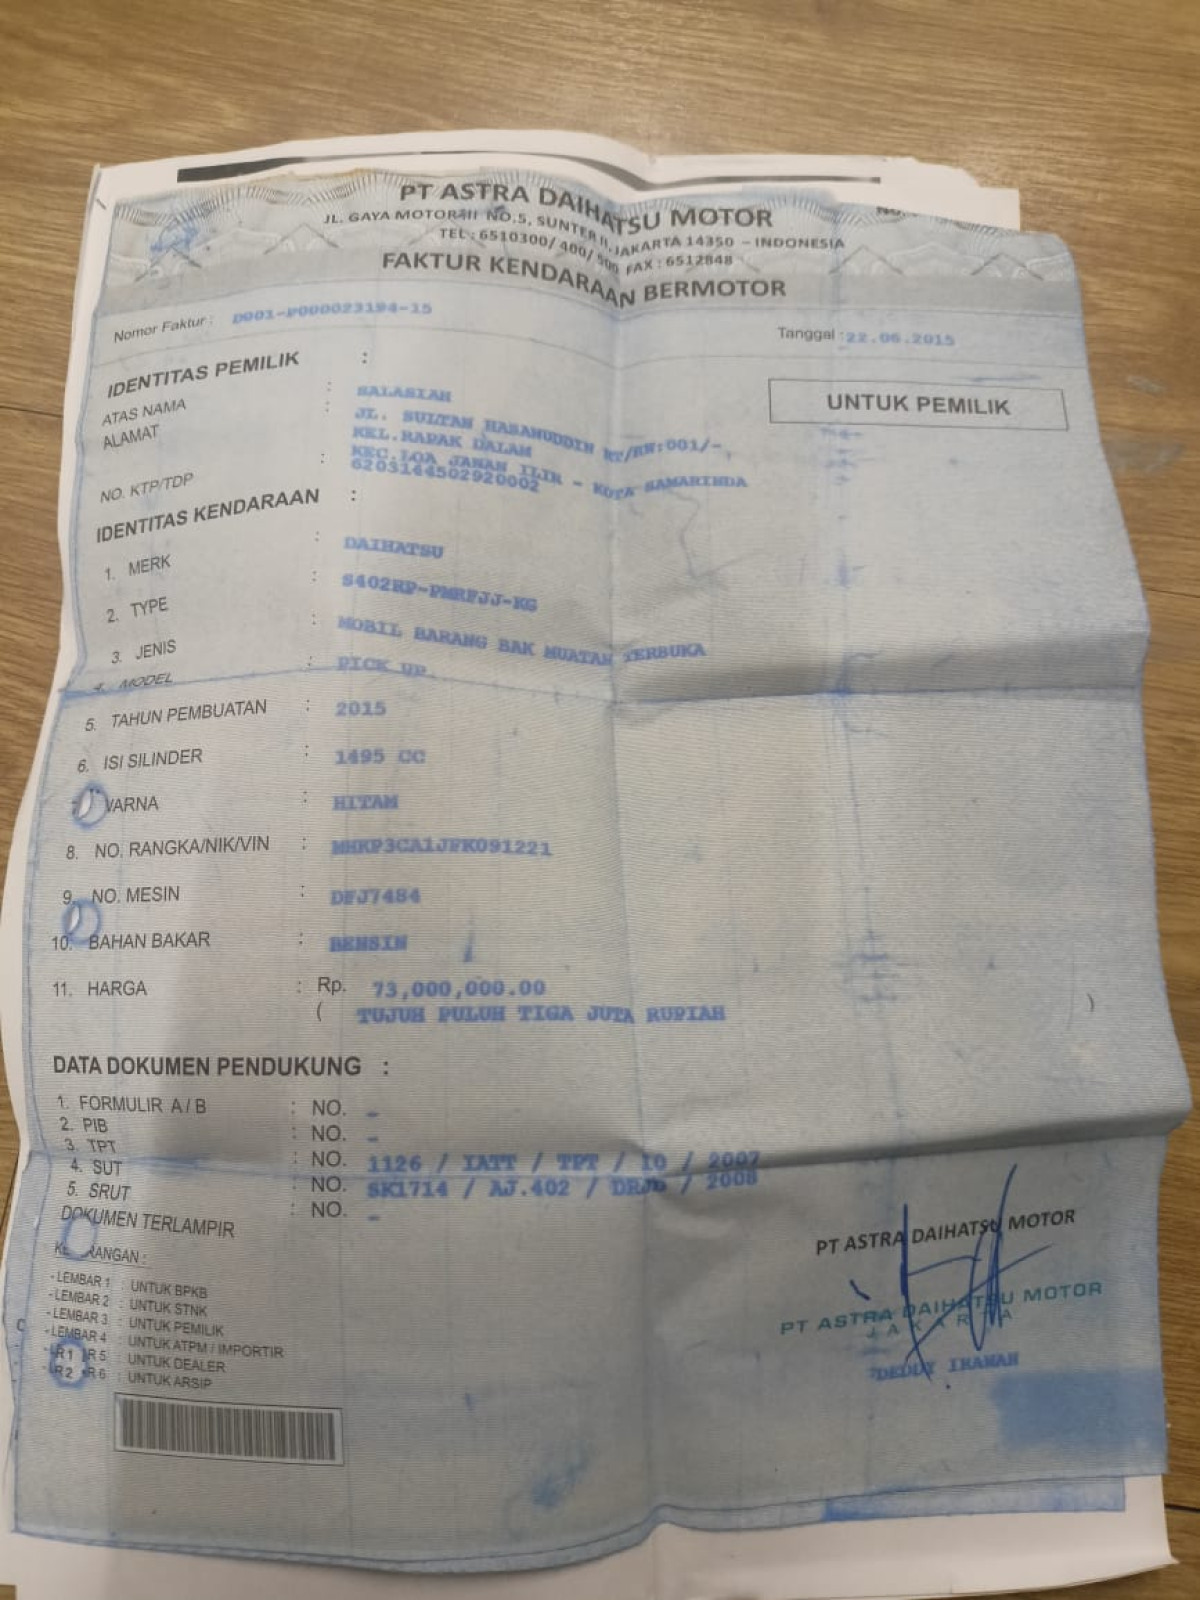 PT ASTRA DAIHATSU MOTOR
JL. GAYA MOTOR III NO.5, SUNTER II, JAKARTA 14350 - INDONESIA
TEL : 6510300/ 400/ 500 FAX : 6512848
FAKTUR KENDARAAN BERMOTOR
Nomor Faktur : D001-P000023194-15
Tanggal : 22.06.2015
IDENTITAS PEMILIK :
UNTUK PEMILIK
ATAS NAMA : SALASIAH
ALAMAT : JL. SULTAN HASANUDDIN RT/RW:001/-,
KEL.RAPAK DALAM
KEC.LOA JANAN ILIR - KOTA SAMARINDA
NO. KTP/TDP : 6203144502920002
IDENTITAS KENDARAAN :
1. MERK : DAIHATSU
2. TYPE : S402RP-PMRFJJ-KG
3. JENIS : MOBIL BARANG BAK MUATAN TERBUKA
4. MODEL : PICK UP
5. TAHUN PEMBUATAN : 2015
6. ISI SILINDER : 1495 CC
7. WARNA : HITAM
8. NO. RANGKA/NIK/VIN : MHKP3CA1JFK091221
9. NO. MESIN : DFJ7484
10. BAHAN BAKAR : BENSIN
11. HARGA : Rp. 73,000,000.00
( TUJUH PULUH TIGA JUTA RUPIAH )
DATA DOKUMEN PENDUKUNG :
1. FORMULIR A / B : NO. -
2. PIB : NO. -
3. TPT : NO. 1126 / IATT / TPT / 10 / 2007
4. SUT : NO. SK1714 / AJ.402 / DRJD / 2008
5. SRUT : NO. -
DOKUMEN TERLAMPIR
KETERANGAN :
- LEMBAR 1 : UNTUK BPKB
- LEMBAR 2 : UNTUK STNK
- LEMBAR 3 : UNTUK PEMILIK
- LEMBAR 4 : UNTUK ATPM / IMPORTIR
R 5 : UNTUK DEALER
R 6 : UNTUK ARSIP
PT ASTRA DAIHATSU MOTOR
PT ASTRA DAIHATSU MOTOR
JAKARTA
DEDDY IRAWAN